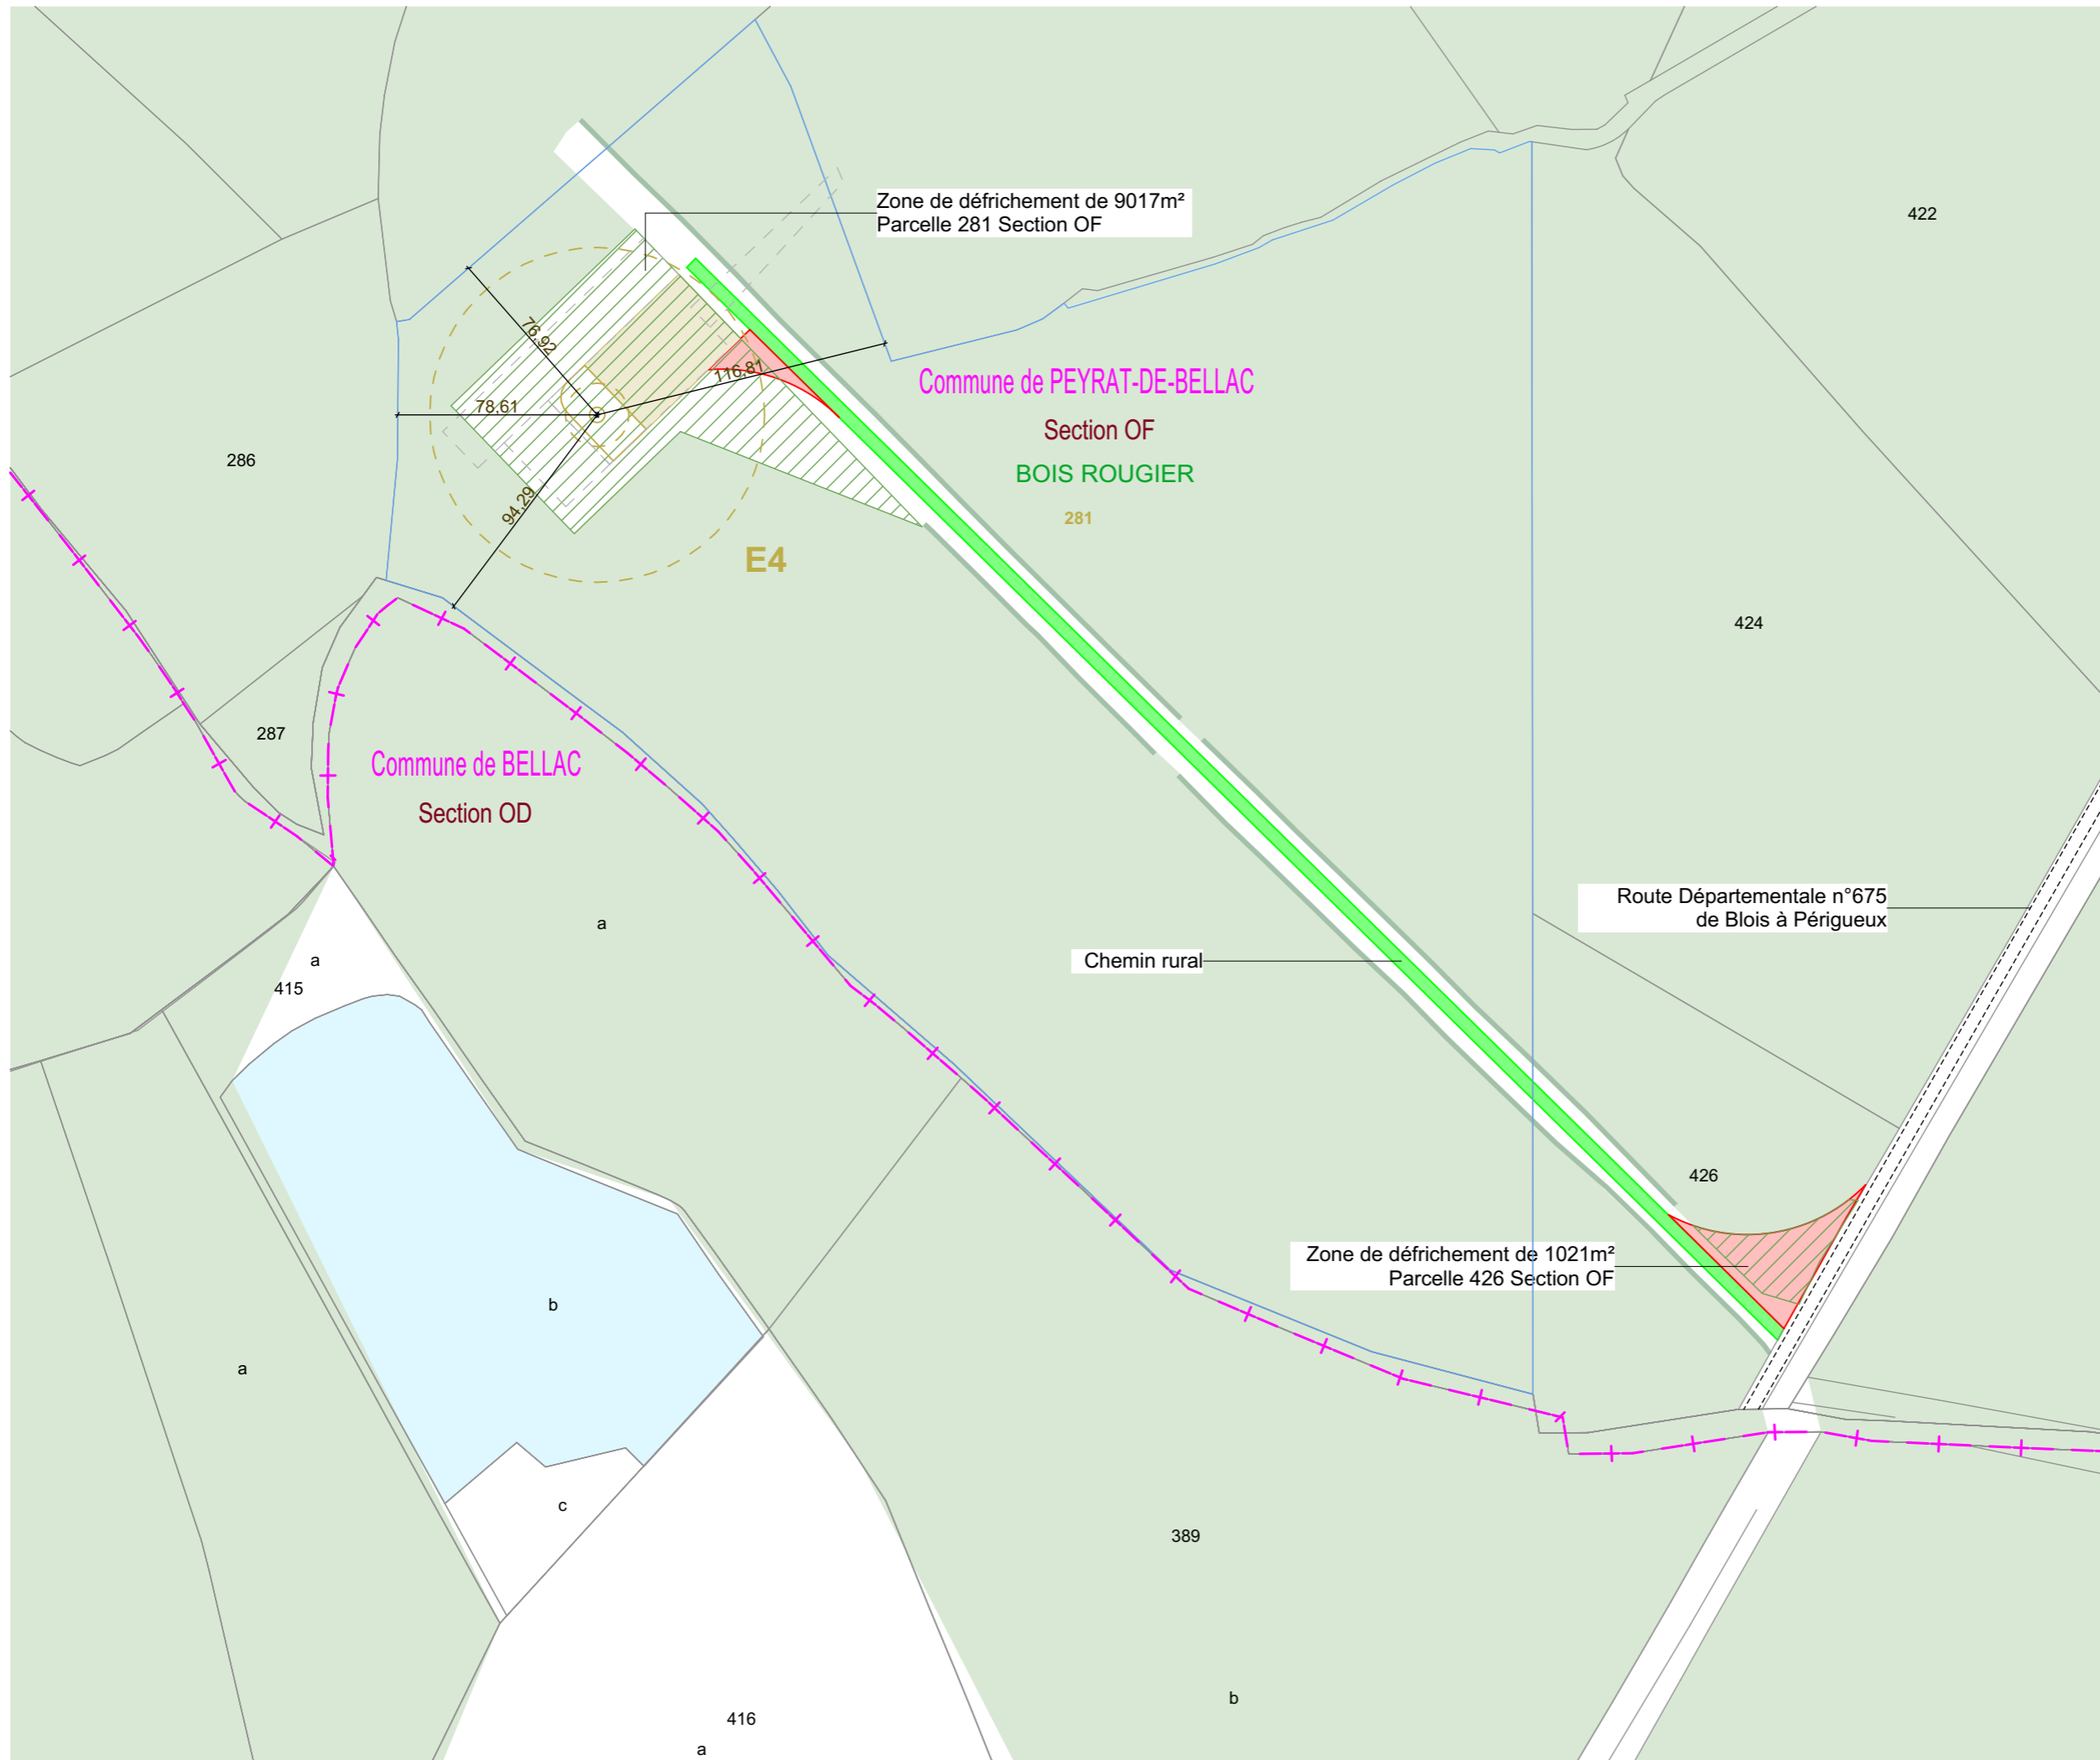 Zone de défrichement de 9017m²
Parcelle 281 Section OF
422
76,92
116,81
78,61
94,29
Commune de PEYRAT-DE-BELLAC
Section OF
BOIS ROUGIER
281
286
E4
424
287
Commune de BELLAC
Section OD
Route Départementale n°675
de Blois à Périgueux
a
Chemin rural
a
415
426
Zone de défrichement de 1021m²
Parcelle 426 Section OF
b
a
c
389
b
416
a